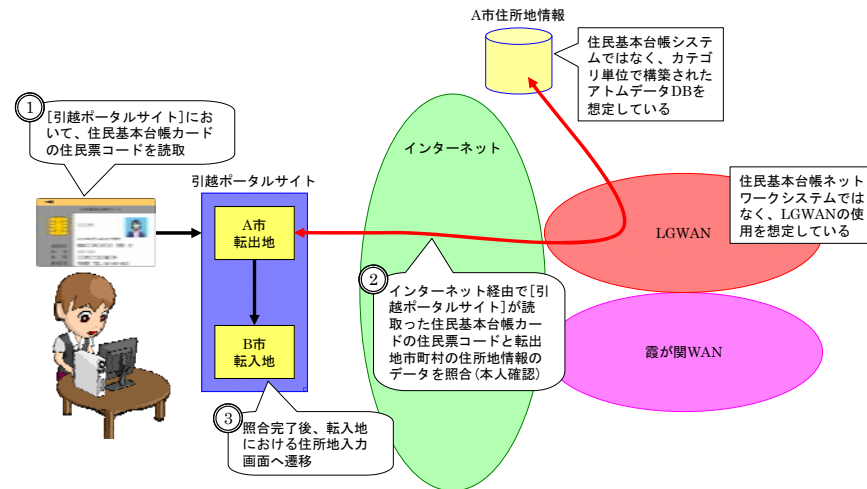 A市住所地情報
住民基本台帳システ
ムではなく、カテゴ
リ単位で構築された
アトムデータDBを
想定している
①
[引越ポータルサイト]にお
いて、住民基本台帳カード
の住民票コードを読取
インターネット
引越ポータルサイト
A市
転出地
住民基本台帳ネット
ワークシステムでは
なく、LGWANの使
用を想定している
LGWAN
②
インターネット経由で[引
越ポータルサイト]が読
取った住民基本台帳カー
ドの住民票コードと転出
地市町村の住所地情報の
データを照合(本人確認)
B市
転入地
霞が関WAN
③
照合完了後、転入地
における住所地入力
画面へ遷移